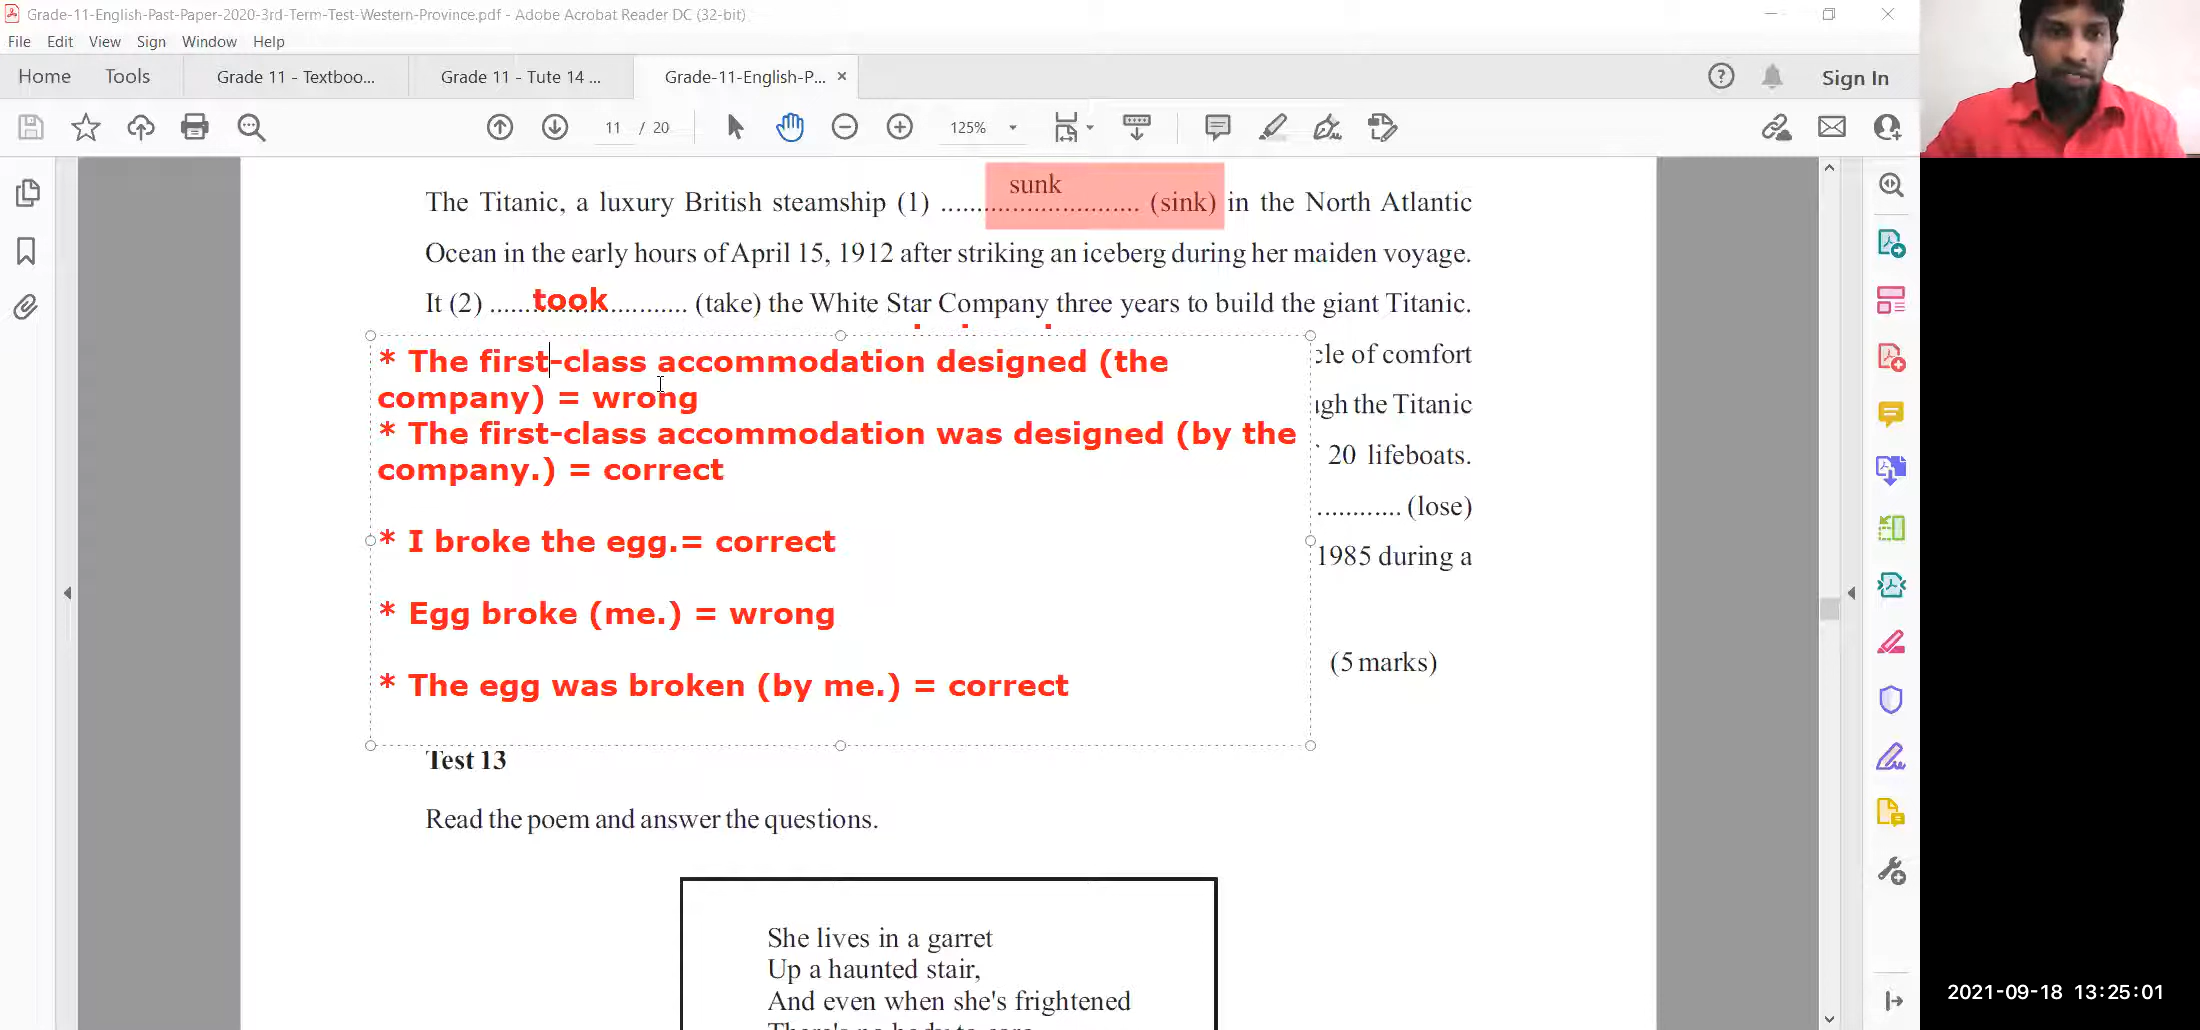 Grade-11-English-Past-Paper-2020-3rd-Term-Test-Western-Province.pdf - Adobe Acrobat Reader DC (32-bit)
File Edit View Sign Window Help
Home Tools Grade 11 - Textboo... Grade 11 - Tute 14 ... Grade-11-English-P... × Sign In
11 / 20 125%
sunk
The Titanic, a luxury British steamship (1) ............................ (sink) in the North Atlantic
Ocean in the early hours of April 15, 1912 after striking an iceberg during her maiden voyage.
It (2) ......took........... (take) the White Star Company three years to build the giant Titanic.
* The first-class accommodation designed (the
company) = wrong
* The first-class accommodation was designed (by the
company.) = correct
* I broke the egg.= correct
* Egg broke (me.) = wrong
* The egg was broken (by me.) = correct
of comfort
the Titanic
20 lifeboats.
............ (lose)
1985 during a
(5 marks)
Test 13
Read the poem and answer the questions.
She lives in a garret
Up a haunted stair,
And even when she's frightened
2021-09-18 13:25:01